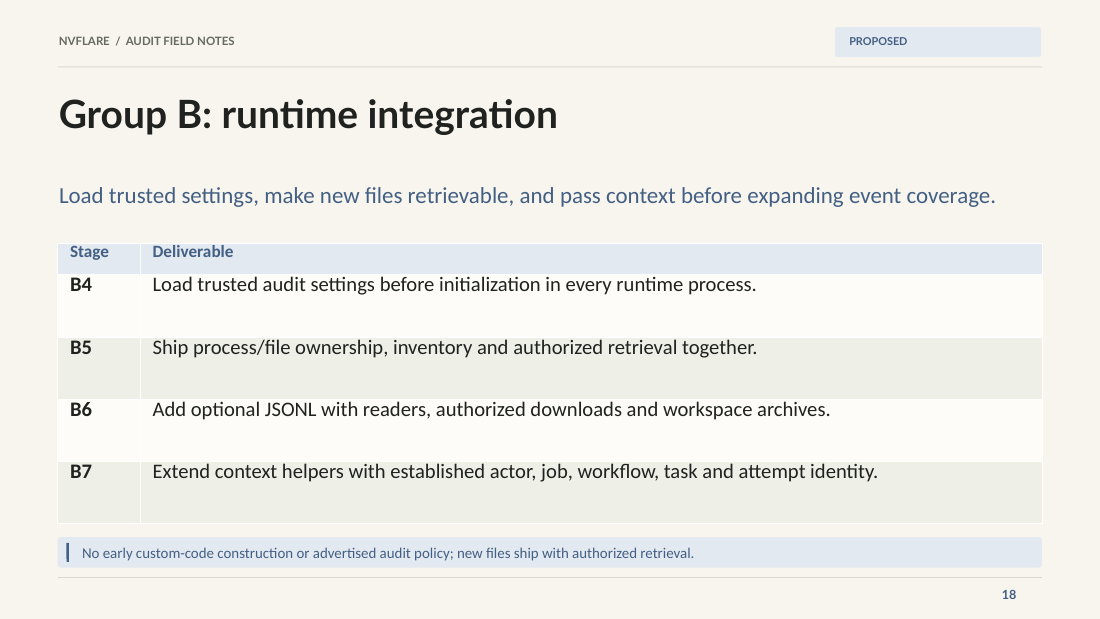 NVFLARE / AUDIT FIELD NOTES
PROPOSED
Group B: runtime integration
Load trusted settings, make new files retrievable, and pass context before expanding event coverage.
Stage Deliverable
B4 Load trusted audit settings before initialization in every runtime process.
B5 Ship process/file ownership, inventory and authorized retrieval together.
B6 Add optional JSONL with readers, authorized downloads and workspace archives.
B7 Extend context helpers with established actor, job, workflow, task and attempt identity.
No early custom-code construction or advertised audit policy; new files ship with authorized retrieval.
18